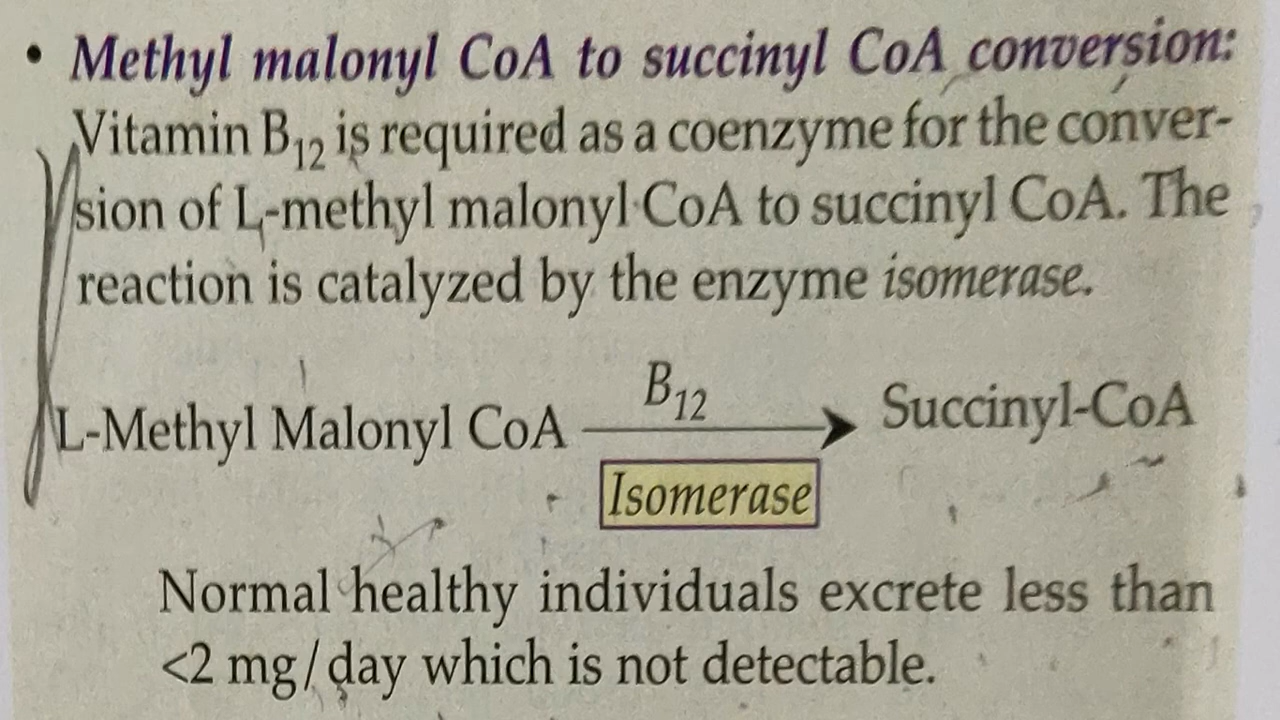 • Methyl malonyl CoA to succinyl CoA conversion:
Vitamin B12 is required as a coenzyme for the conver-
sion of L-methyl malonyl CoA to succinyl CoA. The
reaction is catalyzed by the enzyme isomerase.
B12
L-Methyl Malonyl CoA Succinyl-CoA
Isomerase
Normal healthy individuals excrete less than
<2 mg/day which is not detectable.